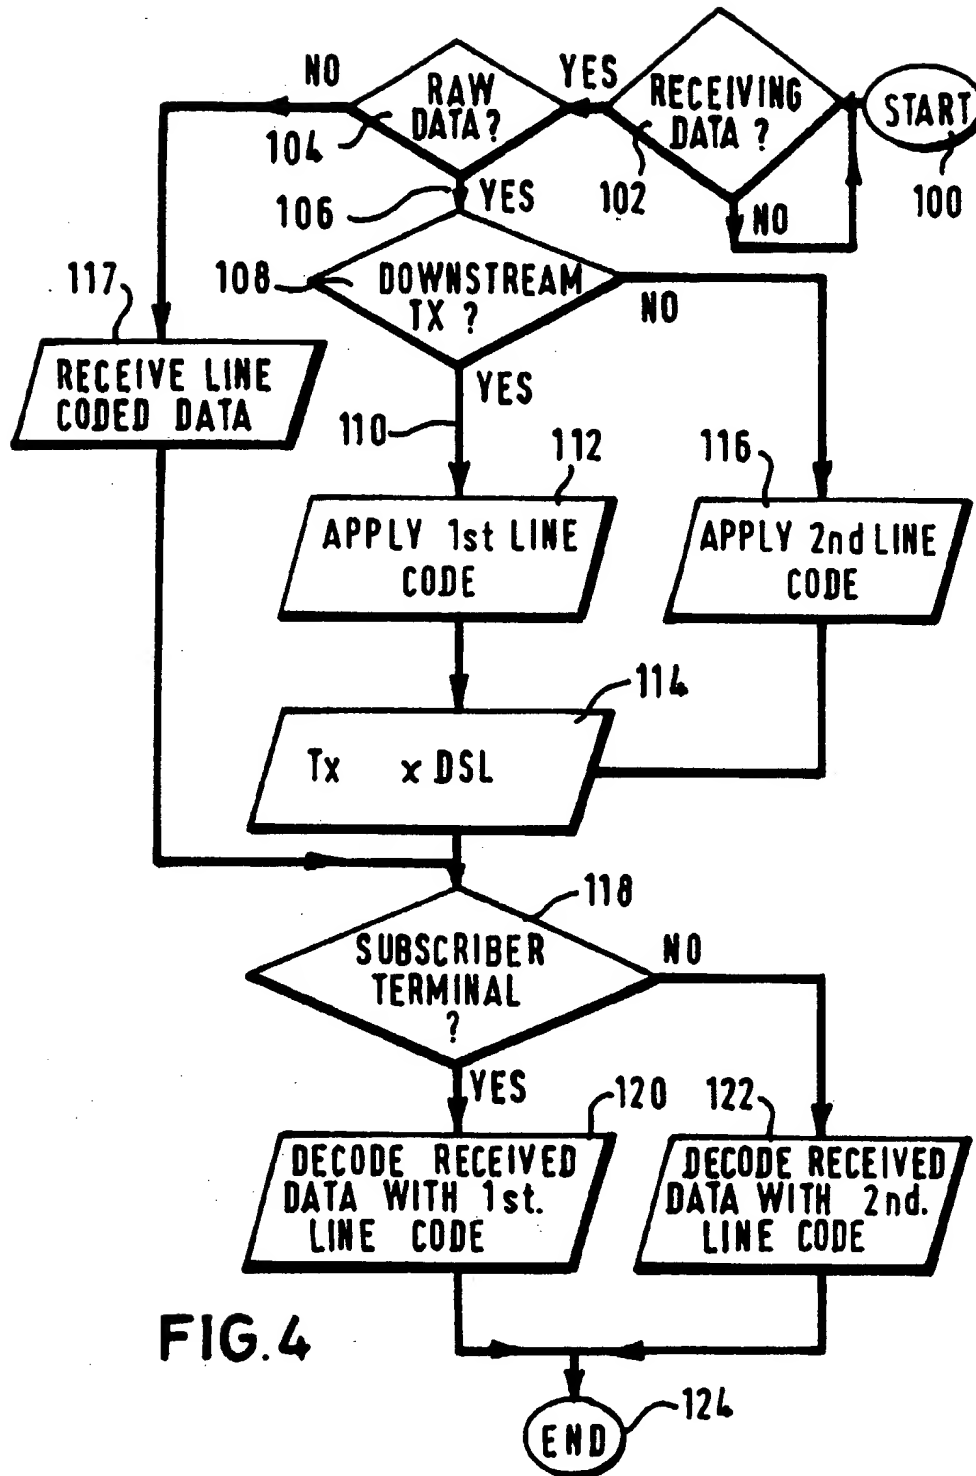 START
100
RECEIVING
DATA ?
102
YES
NO
RAW
DATA?
104
NO
106
YES
DOWNSTREAM
TX ?
108
NO
YES
117
RECEIVE LINE
CODED DATA
110
112
APPLY 1st LINE
CODE
116
APPLY 2nd LINE
CODE
114
Tx x DSL
118
SUBSCRIBER
TERMINAL
?
NO
YES
120
DECODE RECEIVED
DATA WITH 1st.
LINE CODE
122
DECODE RECEIVED
DATA WITH 2nd.
LINE CODE
FIG.4
END
124